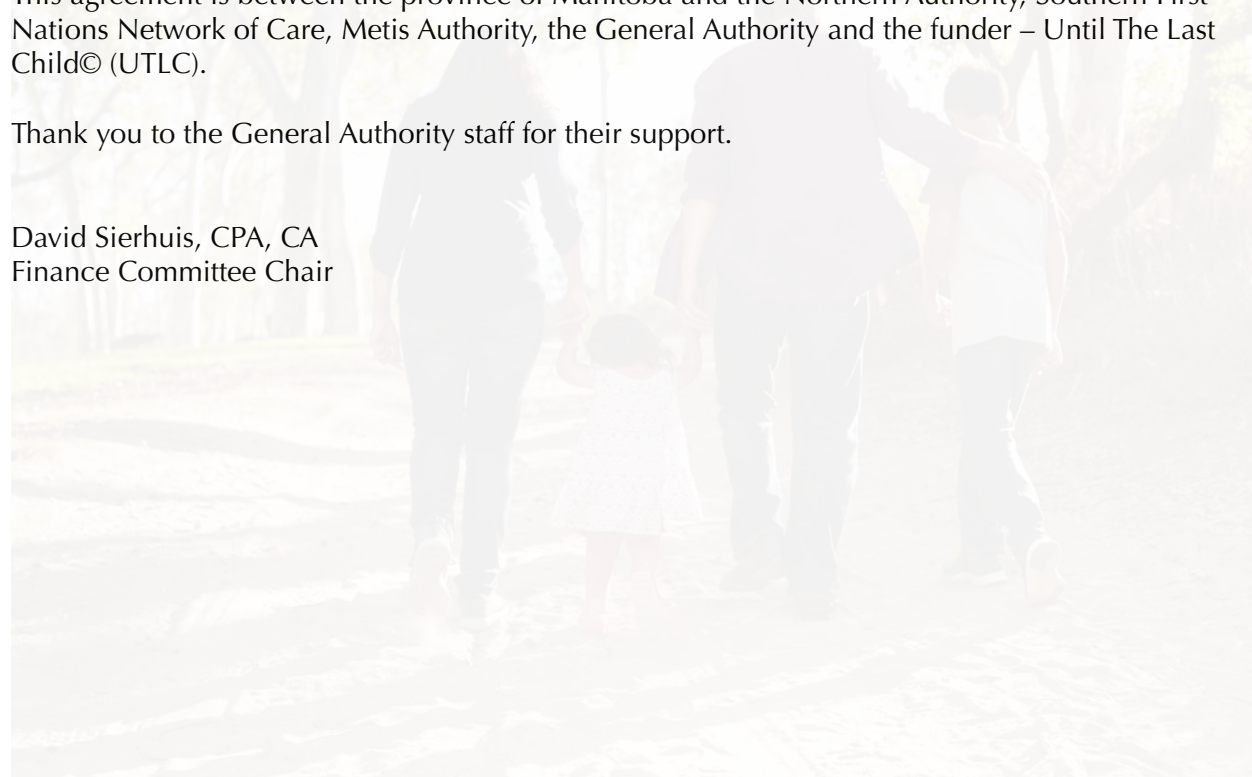 This agreement is between the province of Manitoba and the Northern Authority, Southern First
Nations Network of Care, Metis Authority, the General Authority and the funder – Until The Last
Child© (UTLC).
Thank you to the General Authority staff for their support.
David Sierhuis, CPA, CA
Finance Committee Chair